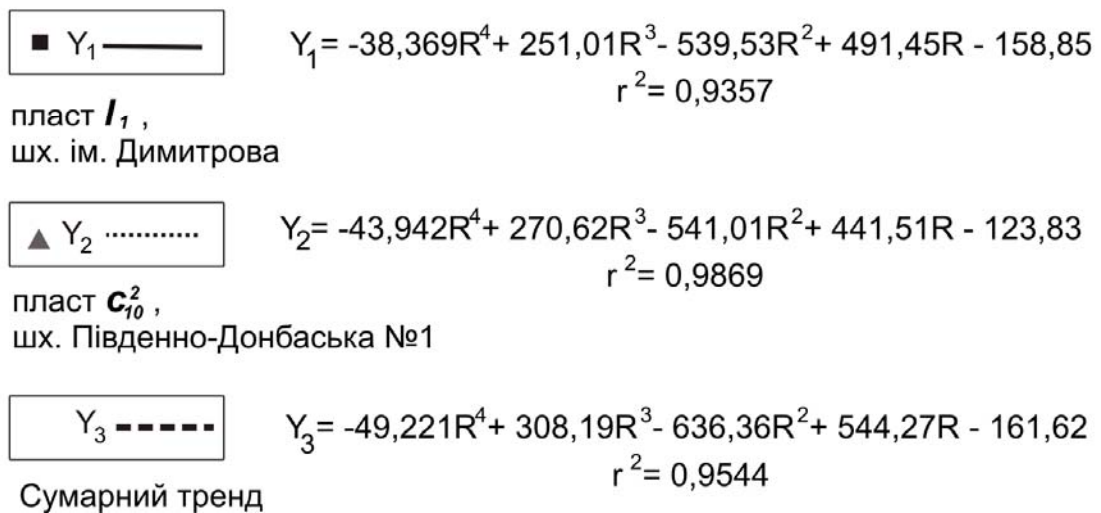 ■ Y₁ —— Y₁= -38,369R⁴+ 251,01R³- 539,53R²+ 491,45R - 158,85
r²= 0,9357
пласт l₁ ,
шх. ім. Димитрова
▲ Y₂ ............ Y₂= -43,942R⁴+ 270,62R³- 541,01R²+ 441,51R - 123,83
r²= 0,9869
пласт c₁₀² ,
шх. Південно-Донбаська №1
Y₃ ------ Y₃= -49,221R⁴+ 308,19R³- 636,36R²+ 544,27R - 161,62
r²= 0,9544
Сумарний тренд